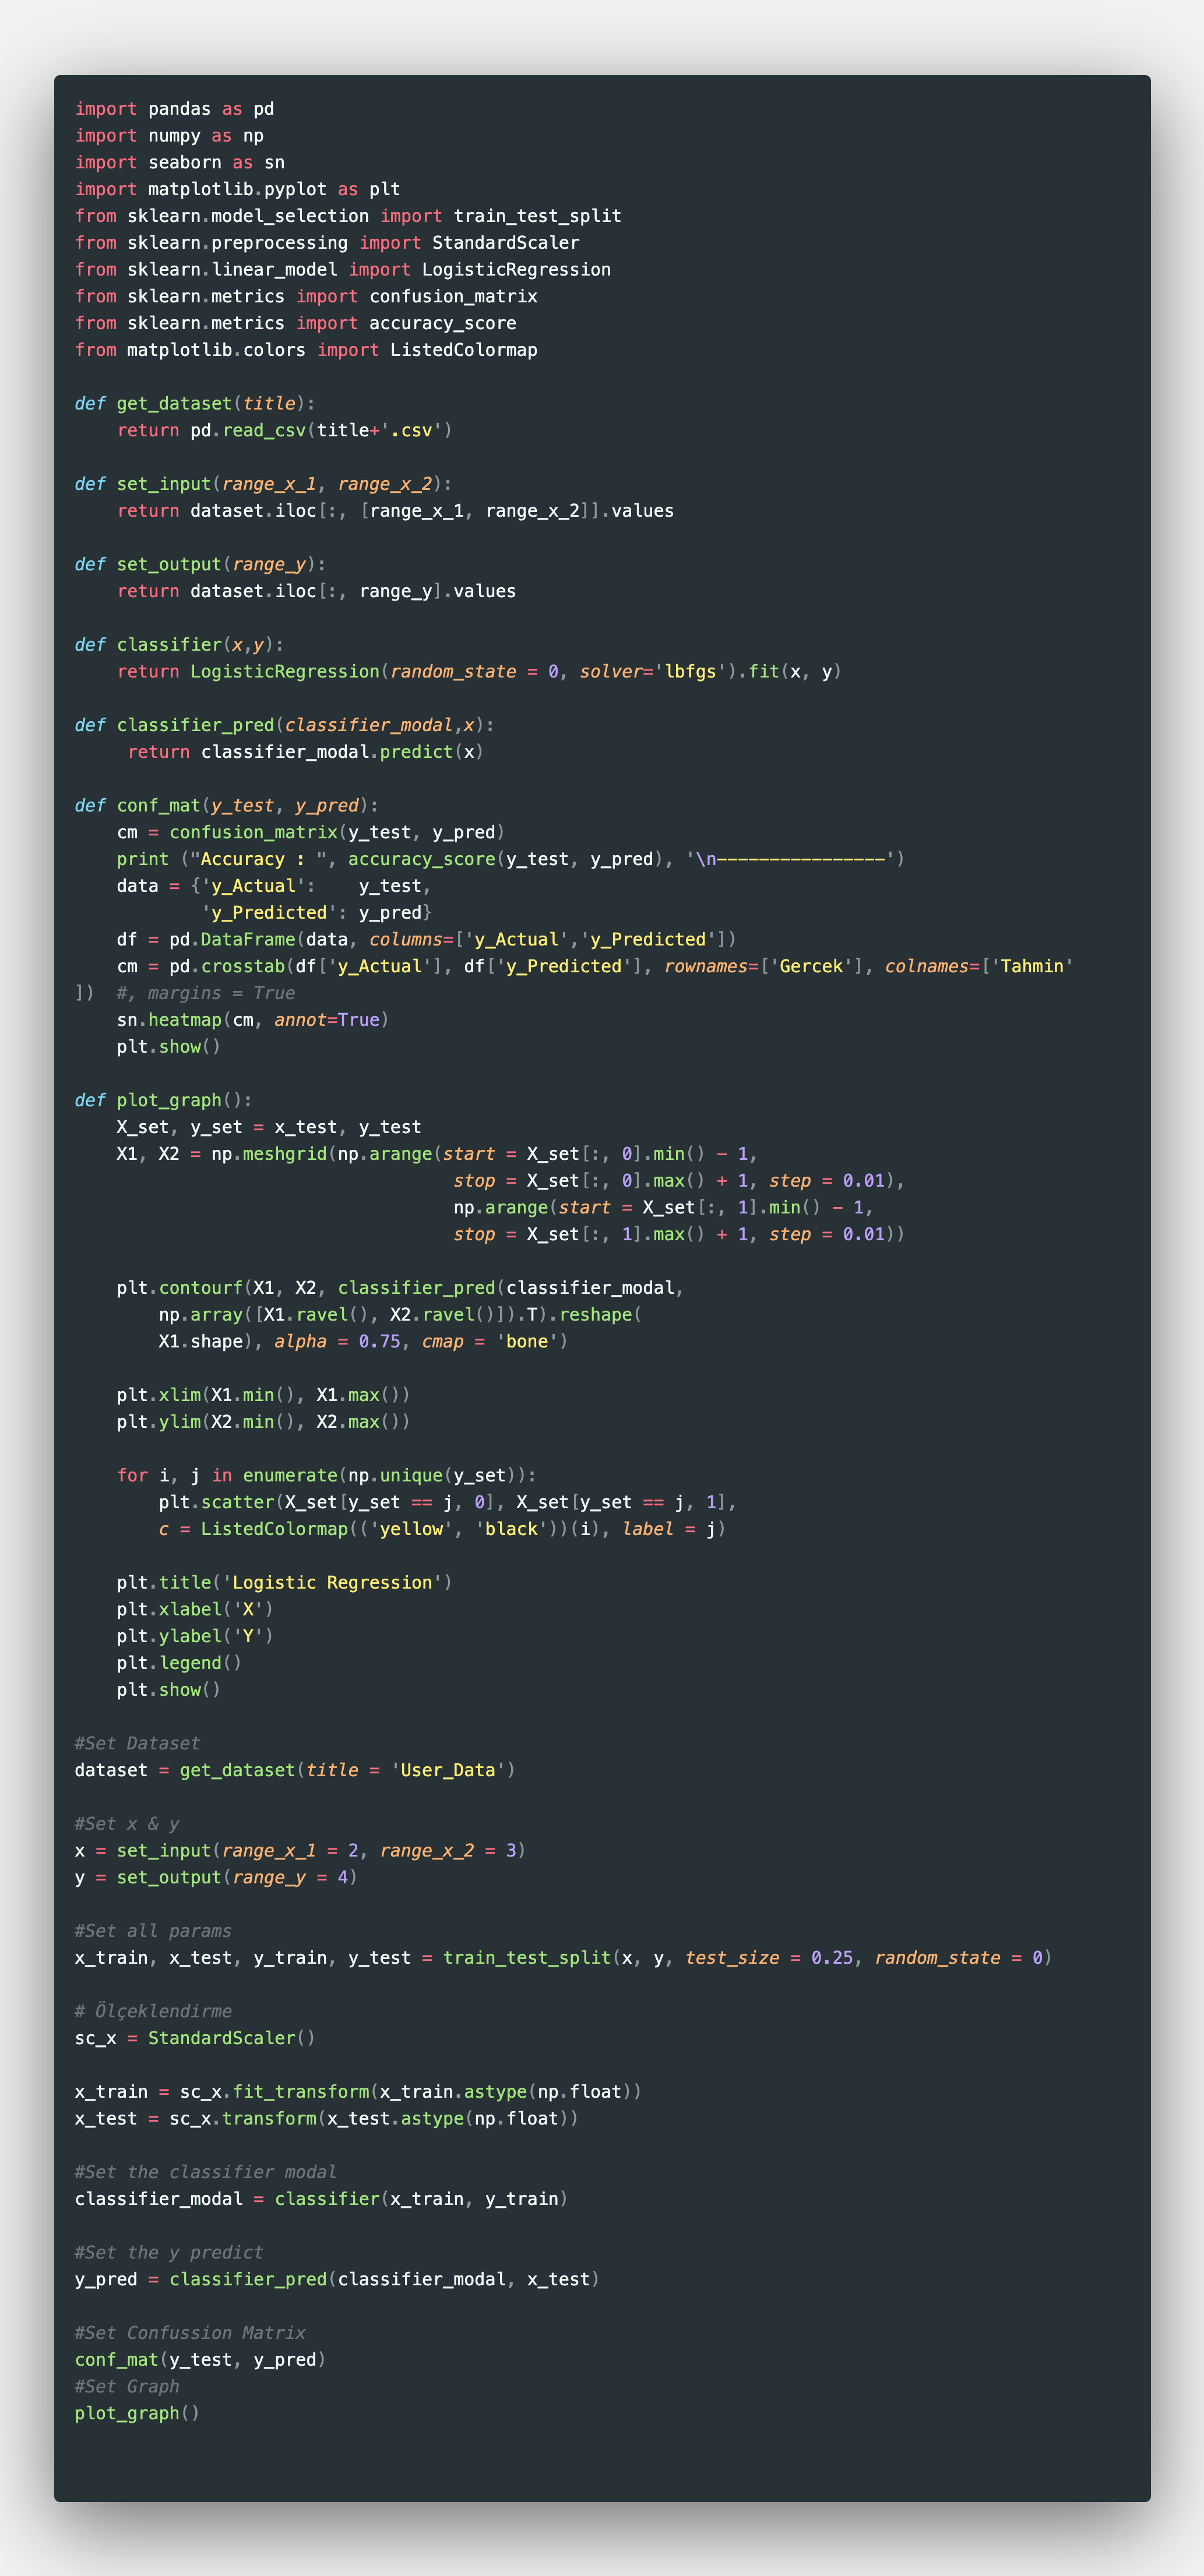 import pandas as pd
import numpy as np
import seaborn as sn
import matplotlib.pyplot as plt
from sklearn.model_selection import train_test_split
from sklearn.preprocessing import StandardScaler
from sklearn.linear_model import LogisticRegression
from sklearn.metrics import confusion_matrix
from sklearn.metrics import accuracy_score
from matplotlib.colors import ListedColormap

def get_dataset(title):
    return pd.read_csv(title+'.csv')

def set_input(range_x_1, range_x_2):
    return dataset.iloc[:, [range_x_1, range_x_2]].values

def set_output(range_y):
    return dataset.iloc[:, range_y].values

def classifier(x,y):
    return LogisticRegression(random_state = 0, solver='lbfgs').fit(x, y)

def classifier_pred(classifier_modal,x):
     return classifier_modal.predict(x)

def conf_mat(y_test, y_pred):
    cm = confusion_matrix(y_test, y_pred)
    print ("Accuracy : ", accuracy_score(y_test, y_pred), '\n----------------')
    data = {'y_Actual':    y_test,
            'y_Predicted': y_pred}
    df = pd.DataFrame(data, columns=['y_Actual','y_Predicted'])
    cm = pd.crosstab(df['y_Actual'], df['y_Predicted'], rownames=['Gercek'], colnames=['Tahmin'
])  #, margins = True
    sn.heatmap(cm, annot=True)
    plt.show()

def plot_graph():
    X_set, y_set = x_test, y_test
    X1, X2 = np.meshgrid(np.arange(start = X_set[:, 0].min() - 1,
                                    stop = X_set[:, 0].max() + 1, step = 0.01),
                                    np.arange(start = X_set[:, 1].min() - 1,
                                    stop = X_set[:, 1].max() + 1, step = 0.01))

    plt.contourf(X1, X2, classifier_pred(classifier_modal,
        np.array([X1.ravel(), X2.ravel()]).T).reshape(
        X1.shape), alpha = 0.75, cmap = 'bone')

    plt.xlim(X1.min(), X1.max())
    plt.ylim(X2.min(), X2.max())

    for i, j in enumerate(np.unique(y_set)):
        plt.scatter(X_set[y_set == j, 0], X_set[y_set == j, 1],
        c = ListedColormap(('yellow', 'black'))(i), label = j)

    plt.title('Logistic Regression')
    plt.xlabel('X')
    plt.ylabel('Y')
    plt.legend()
    plt.show()

#Set Dataset
dataset = get_dataset(title = 'User_Data')

#Set x & y
x = set_input(range_x_1 = 2, range_x_2 = 3)
y = set_output(range_y = 4)

#Set all params
x_train, x_test, y_train, y_test = train_test_split(x, y, test_size = 0.25, random_state = 0)

# Ölçeklendirme
sc_x = StandardScaler()

x_train = sc_x.fit_transform(x_train.astype(np.float))
x_test = sc_x.transform(x_test.astype(np.float))

#Set the classifier modal
classifier_modal = classifier(x_train, y_train)

#Set the y predict
y_pred = classifier_pred(classifier_modal, x_test)

#Set Confussion Matrix
conf_mat(y_test, y_pred)
#Set Graph
plot_graph()